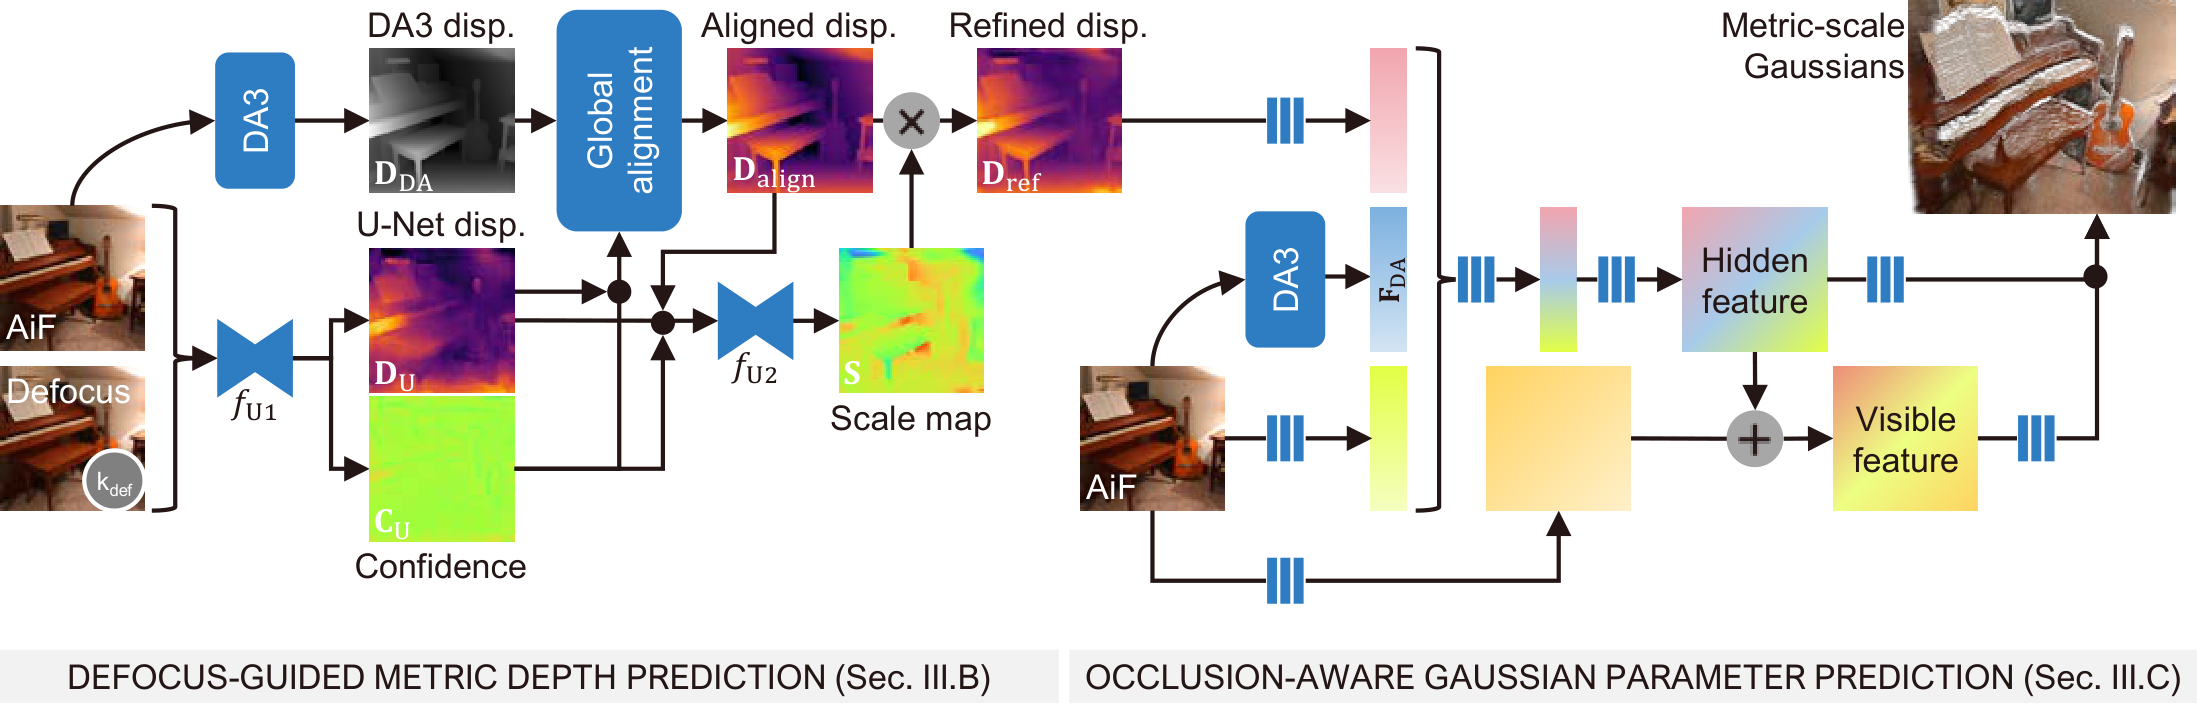 DA3 disp.
Aligned disp.
Refined disp.
Metric-scale
Gaussians
DA3
Global
alignment
D_DA
D_align
D_ref
U-Net disp.
AiF
Defocus
k_def
f_U1
D_U
C_U
Confidence
f_U2
S
Scale map
DA3
F_DA
AiF
Hidden
feature
Visible
feature
DEFOCUS-GUIDED METRIC DEPTH PREDICTION (Sec. III.B)
OCCLUSION-AWARE GAUSSIAN PARAMETER PREDICTION (Sec. III.C)